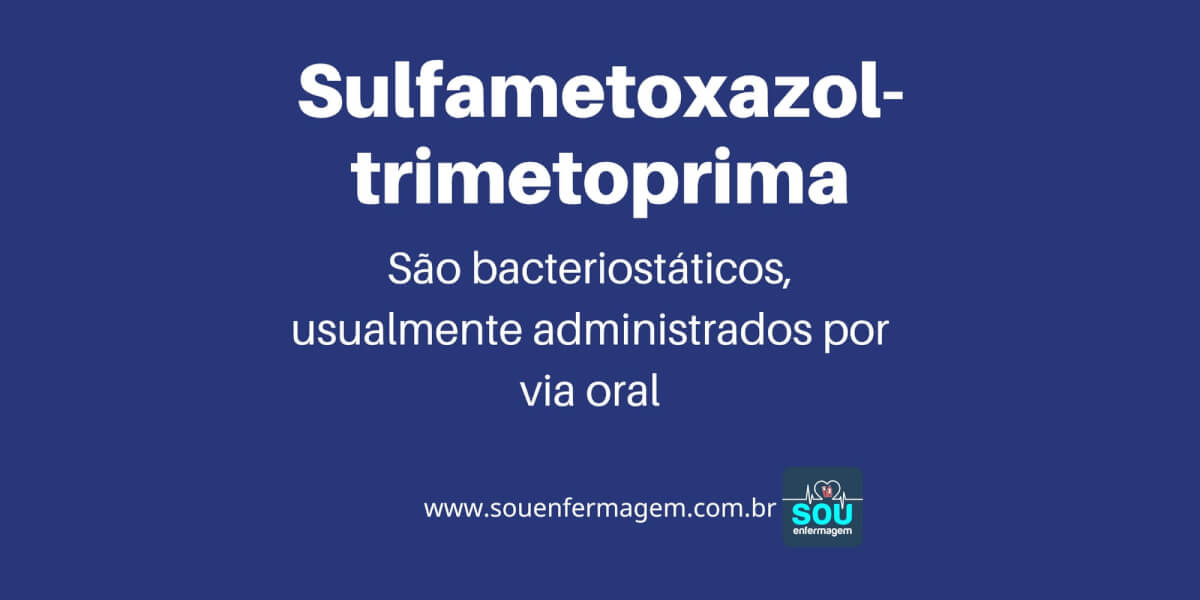 Sulfametoxazol-
trimetoprima
São bacteriostáticos,
usualmente administrados por
via oral
www.souenfermagem.com.br
SOU
enfermagem